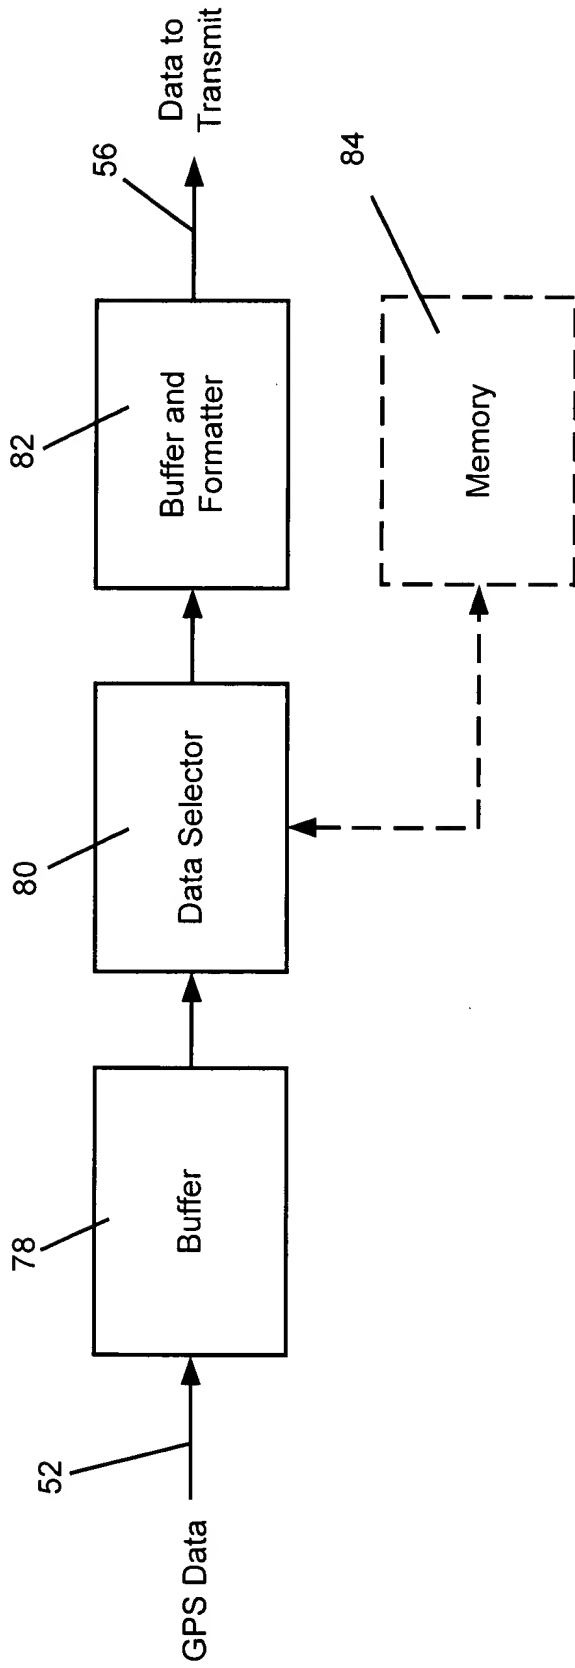 GPS Data
52
78
Buffer
80
Data Selector
82
Buffer and
Formatter
56
Data to
Transmit
84
Memory